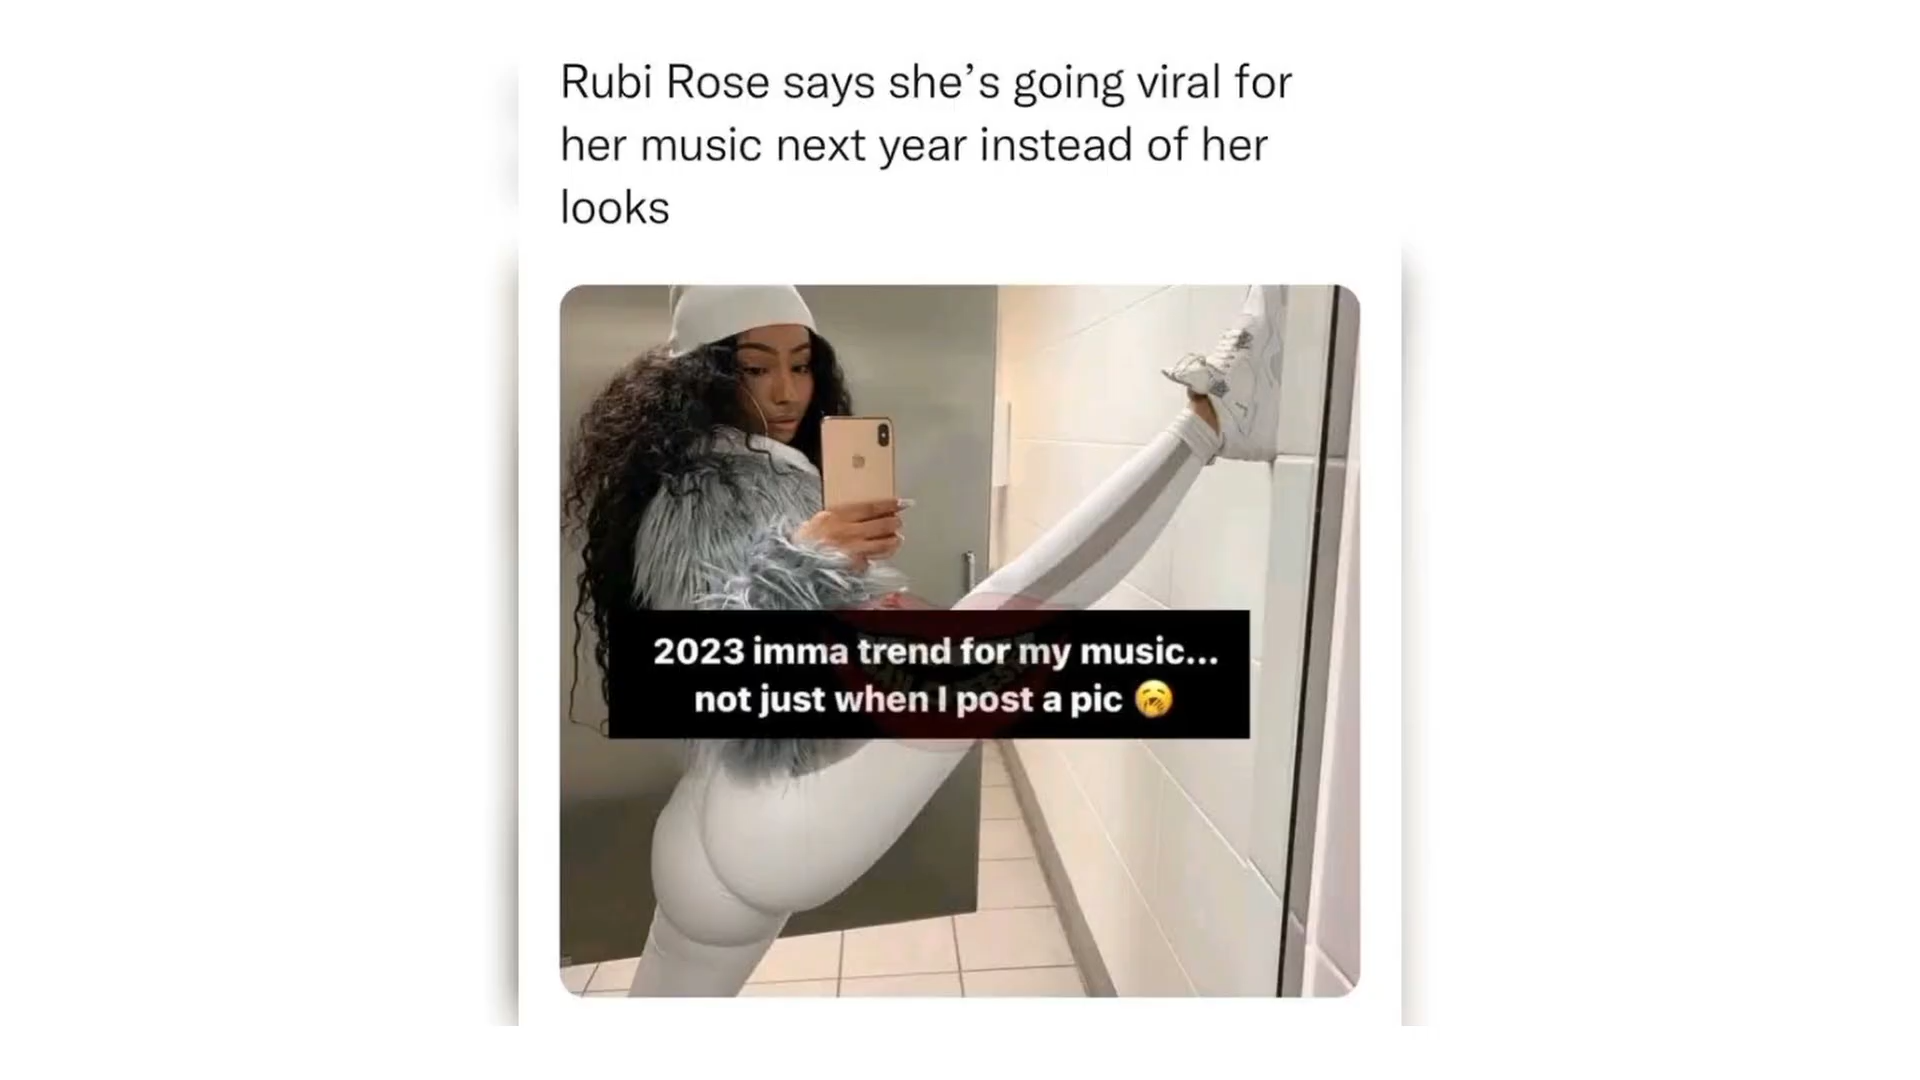 Rubi Rose says she’s going viral for
her music next year instead of her
looks
2023 imma trend for my music...
not just when I post a pic 🥱